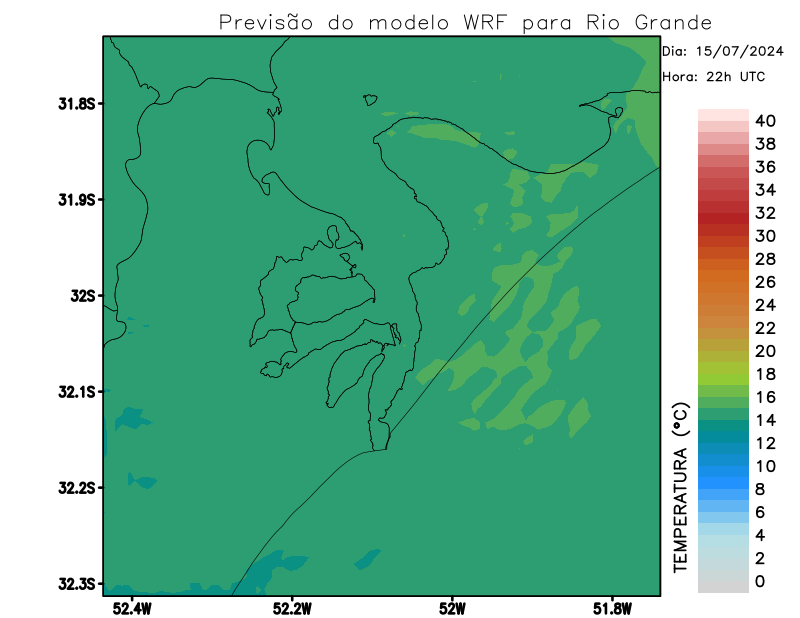 Previsão do modelo WRF para Rio Grande
Dia: 15/07/2024
Hora: 22h UTC
31.8S
31.9S
32S
32.1S
32.2S
32.3S
52.4W
52.2W
52W
51.8W
TEMPERATURA (°C)
40
38
36
34
32
30
28
26
24
22
20
18
16
14
12
10
8
6
4
2
0